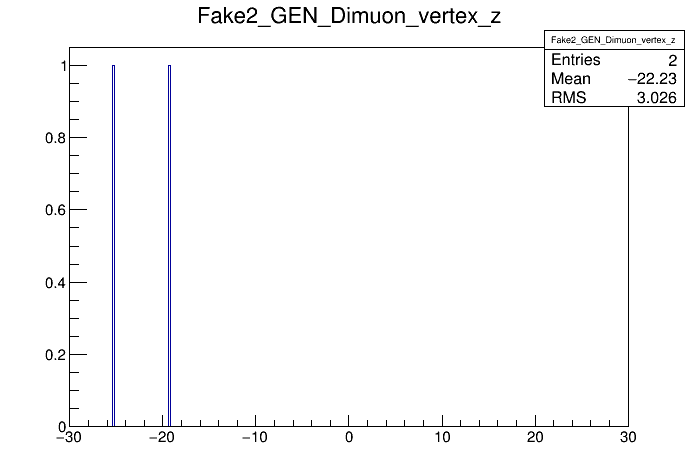 Fake2_GEN_Dimuon_vertex_z
Fake2_GEN_Dimuon_vertex_z
Entries 2
Mean −22.23
RMS 3.026
1
0.8
0.6
0.4
0.2
0
−30 −20 −10 0 10 20 30